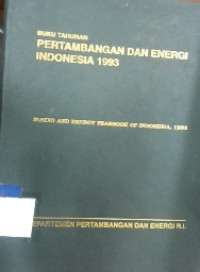 BUKU TAHUNAN
PERTAMBANGAN DAN ENERGI
INDONESIA 1993
MINING AND ENERGY YEARBOOK OF INDONESIA, 1993
DEPARTEMEN PERTAMBANGAN DAN ENERGI R.I.